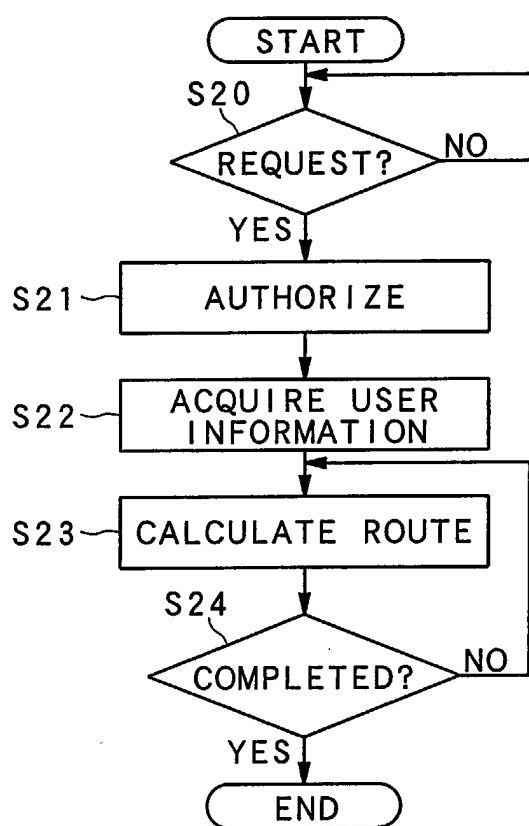 START
S20
REQUEST?
NO
YES
S21
AUTHORIZE
S22
ACQUIRE USER
INFORMATION
S23
CALCULATE ROUTE
S24
COMPLETED?
NO
YES
END